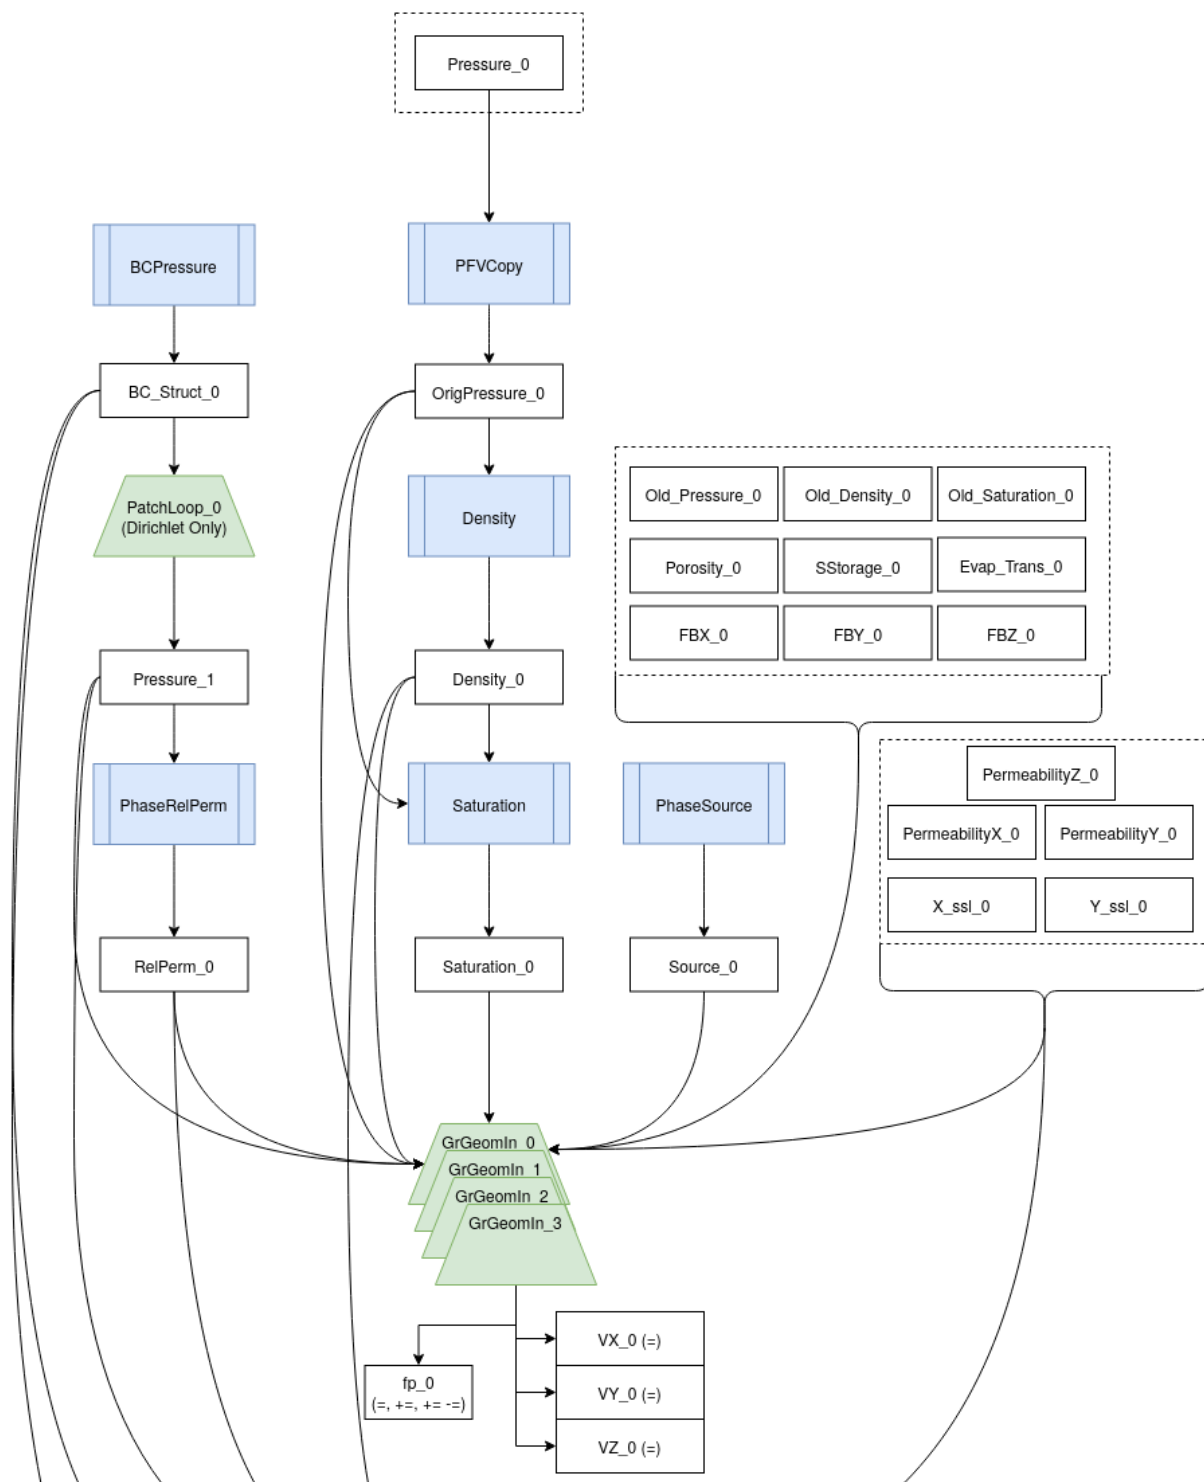 Pressure_0
BCPressure
PFVCopy
BC_Struct_0
OrigPressure_0
PatchLoop_0
(Dirichlet Only)
Density
Old_Pressure_0
Old_Density_0
Old_Saturation_0
Porosity_0
SStorage_0
Evap_Trans_0
FBX_0
FBY_0
FBZ_0
Pressure_1
Density_0
PermeabilityZ_0
PhaseRelPerm
Saturation
PhaseSource
PermeabilityX_0
PermeabilityY_0
X_ssl_0
Y_ssl_0
RelPerm_0
Saturation_0
Source_0
GrGeomIn_0
GrGeomIn_1
GrGeomIn_2
GrGeomIn_3
VX_0 (=)
fp_0
(=, +=, += -=)
VY_0 (=)
VZ_0 (=)